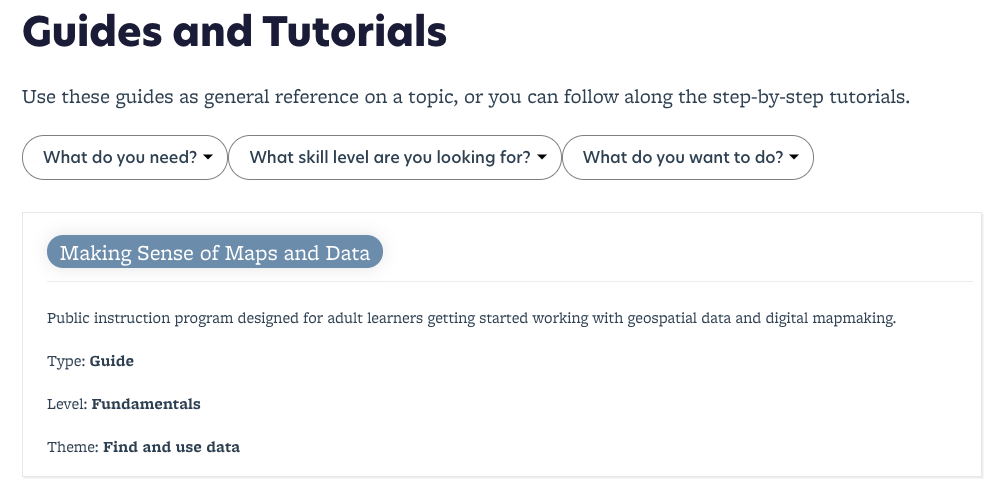 Guides and Tutorials
Use these guides as general reference on a topic, or you can follow along the step-by-step tutorials.
What do you need? What skill level are you looking for? What do you want to do?
Making Sense of Maps and Data
Public instruction program designed for adult learners getting started working with geospatial data and digital mapmaking.
Type: Guide
Level: Fundamentals
Theme: Find and use data